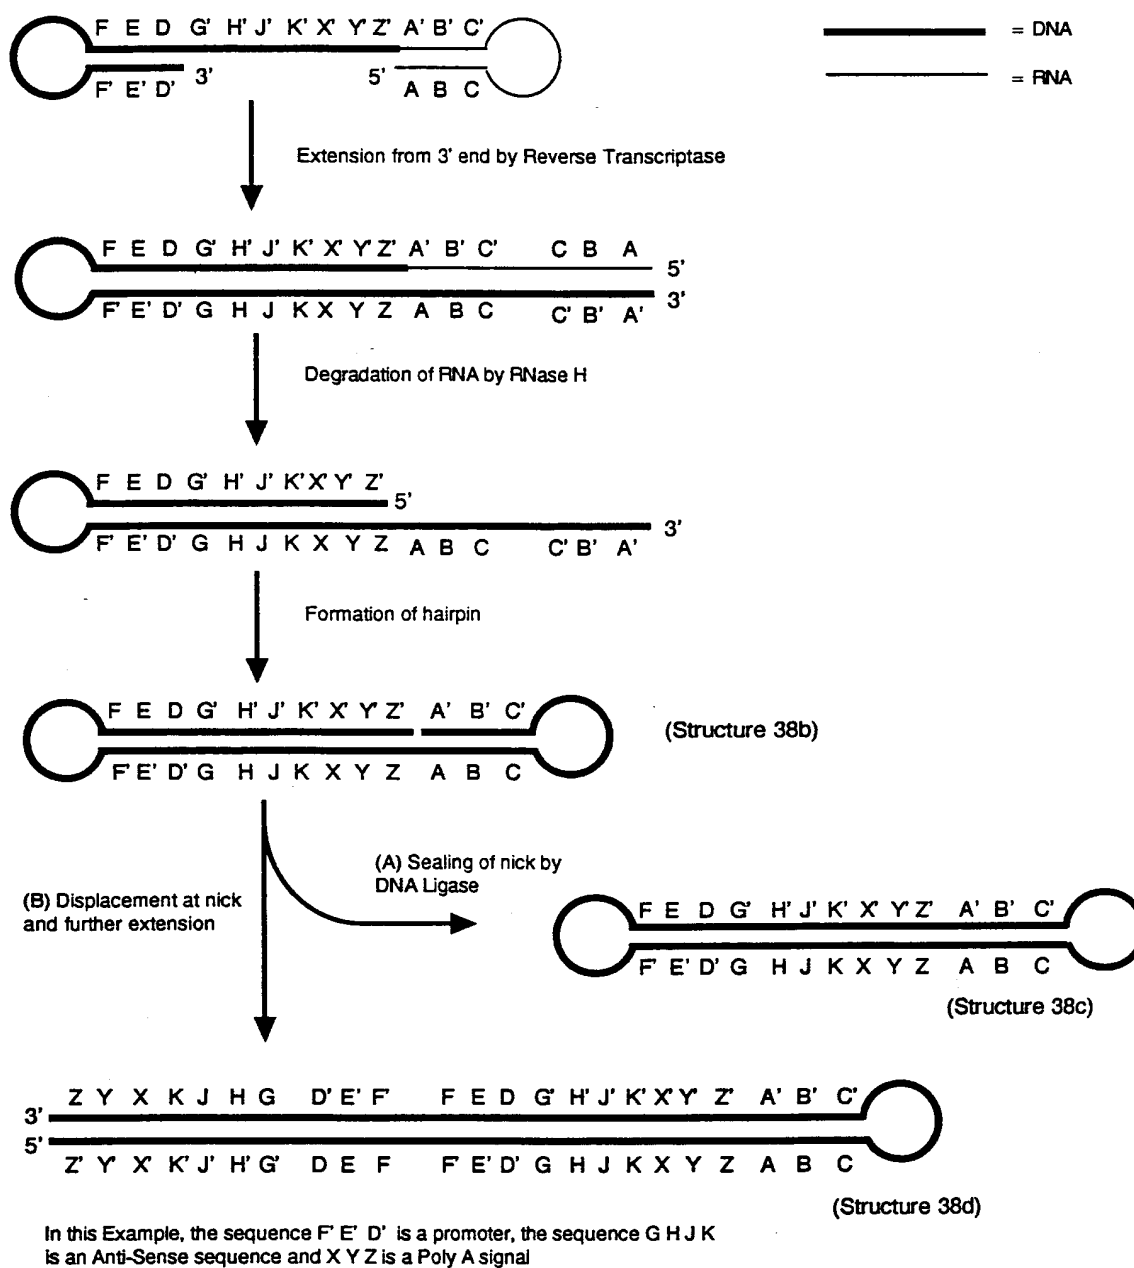 F E D G' H' J' K' X' Y' Z' A' B' C'
= DNA
3' 5'
= RNA
F' E' D' A B C
Extension from 3' end by Reverse Transcriptase
F E D G' H' J' K' X' Y' Z' A' B' C' C B A
5'
3'
F' E' D' G H J K X Y Z A B C C' B' A'
Degradation of RNA by RNase H
F E D G' H' J' K' X' Y' Z'
5'
3'
F' E' D' G H J K X Y Z A B C C' B' A'
Formation of hairpin
F E D G' H' J' K' X' Y' Z' A' B' C'
(Structure 38b)
F' E' D' G H J K X Y Z A B C
(A) Sealing of nick by
DNA Ligase
(B) Displacement at nick
and further extension
F E D G' H' J' K' X' Y' Z' A' B' C'
F' E' D' G H J K X Y Z A B C
(Structure 38c)
Z Y X K J H G D' E' F' F E D G' H' J' K' X' Y' Z' A' B' C'
3'
5'
Z' Y' X' K' J' H' G' D E F F' E' D' G H J K X Y Z A B C
(Structure 38d)
In this Example, the sequence F' E' D' is a promoter, the sequence G H J K
is an Anti-Sense sequence and X Y Z is a Poly A signal